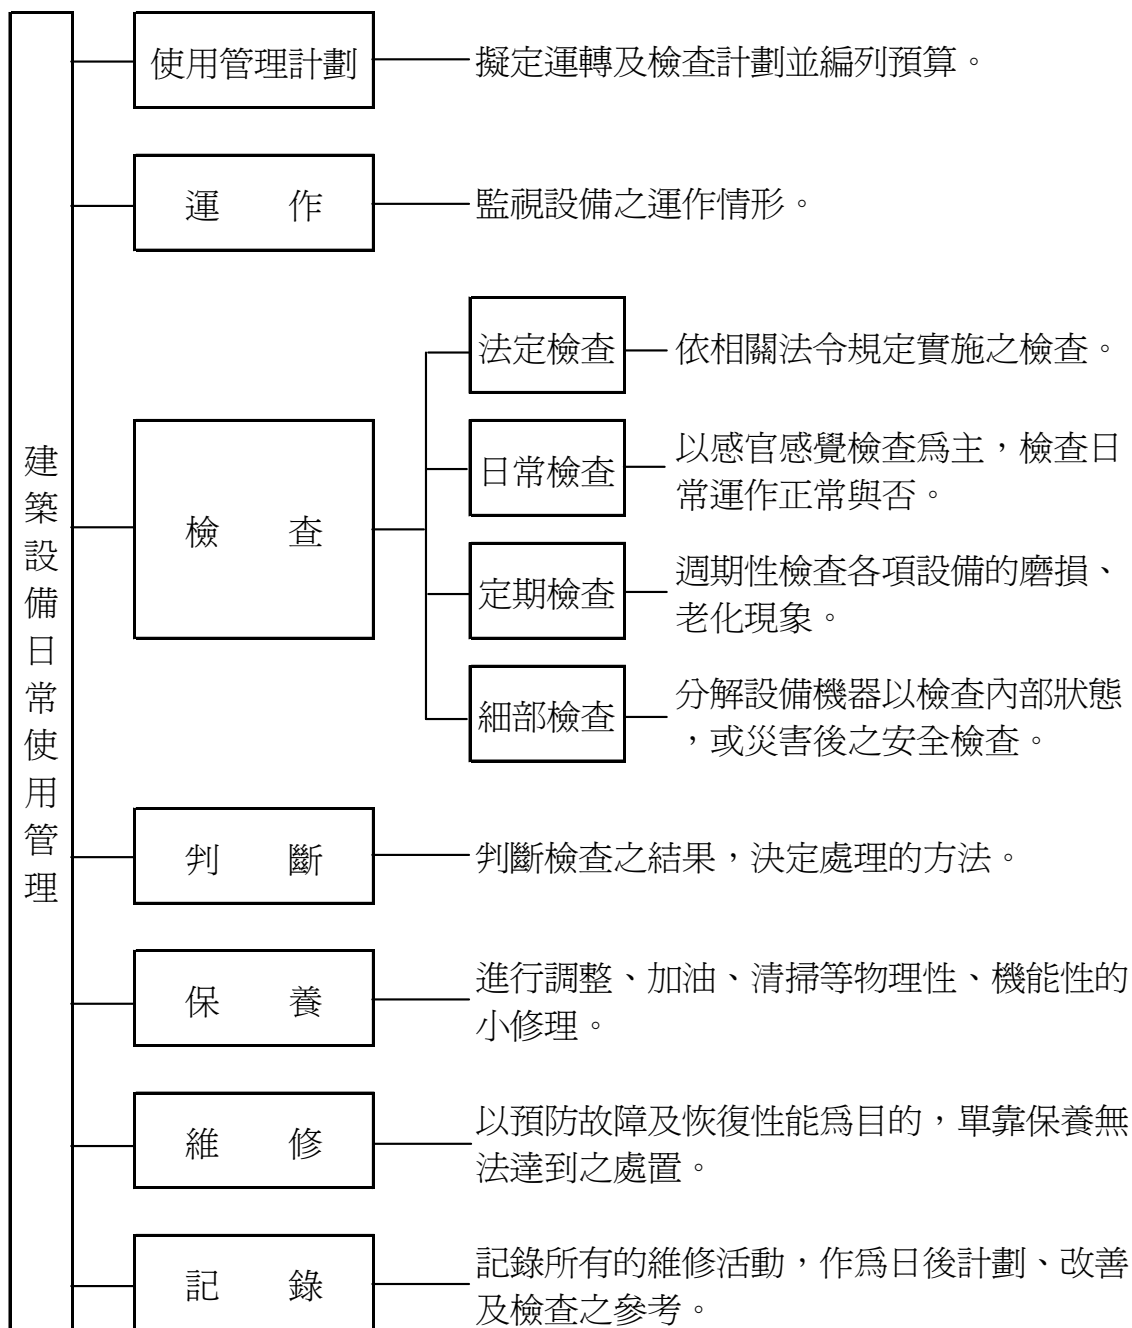 建築設備日常使用管理
使用管理計劃
擬定運轉及檢查計劃並編列預算。
運作
監視設備之運作情形。
檢查
法定檢查
依相關法令規定實施之檢查。
日常檢查
以感官感覺檢查爲主，檢查日
常運作正常與否。
定期檢查
週期性檢查各項設備的磨損、
老化現象。
細部檢查
分解設備機器以檢查內部狀態
，或災害後之安全檢查。
判斷
判斷檢查之結果，決定處理的方法。
保養
進行調整、加油、清掃等物理性、機能性的
小修理。
維修
以預防故障及恢復性能爲目的，單靠保養無
法達到之處置。
記錄
記錄所有的維修活動，作爲日後計劃、改善
及檢查之參考。